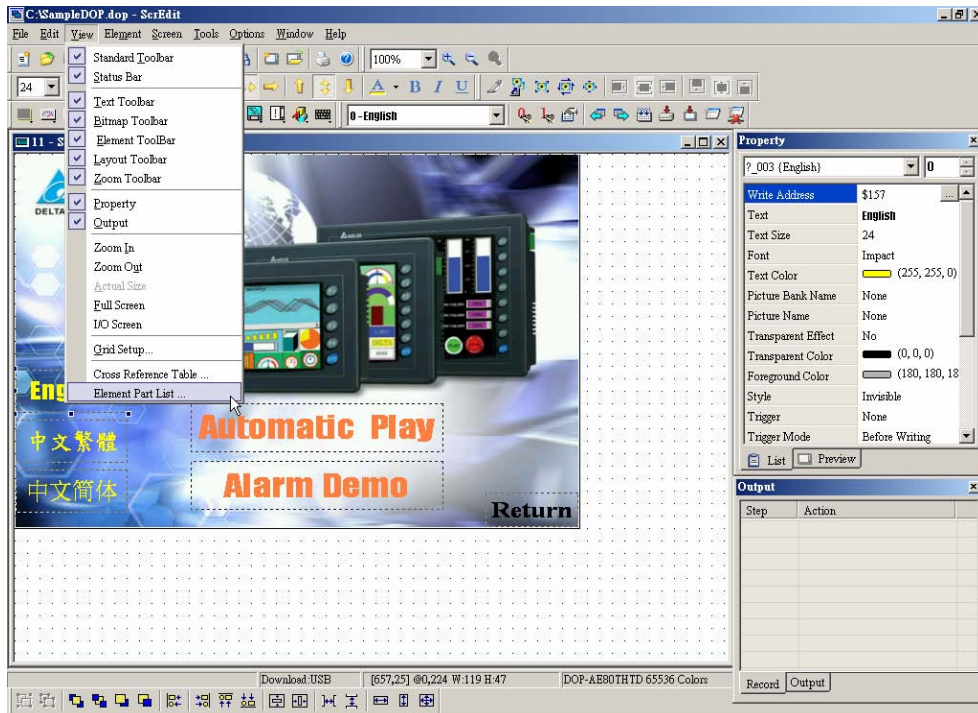 C:\SampleDOP.dop - ScrEdit
File Edit View Element Screen Tools Options Window Help
100%
24
A B I U
0 - English
Standard Toolbar
Status Bar
Text Toolbar
Bitmap Toolbar
Element ToolBar
Layout Toolbar
Zoom Toolbar
Property
Output
Zoom In
Zoom Out
Actual Size
Full Screen
I/O Screen
Grid Setup...
Cross Reference Table ...
Element Part List ...
11 - S
DELTA
Eng
中文繁體
中文简体
Automatic Play
Alarm Demo
Return
Property
?_003 {English}
0
Write Address $157 ...
Text English
Text Size 24
Font Impact
Text Color (255, 255, 0)
Picture Bank Name None
Picture Name None
Transparent Effect No
Transparent Color (0, 0, 0)
Foreground Color (180, 180, 18
Style Invisible
Trigger None
Trigger Mode Before Writing
List Preview
Output
Step Action
Record Output
Download:USB [657,25] @0,224 W:119 H:47 DOP-AE80THTD 65536 Colors